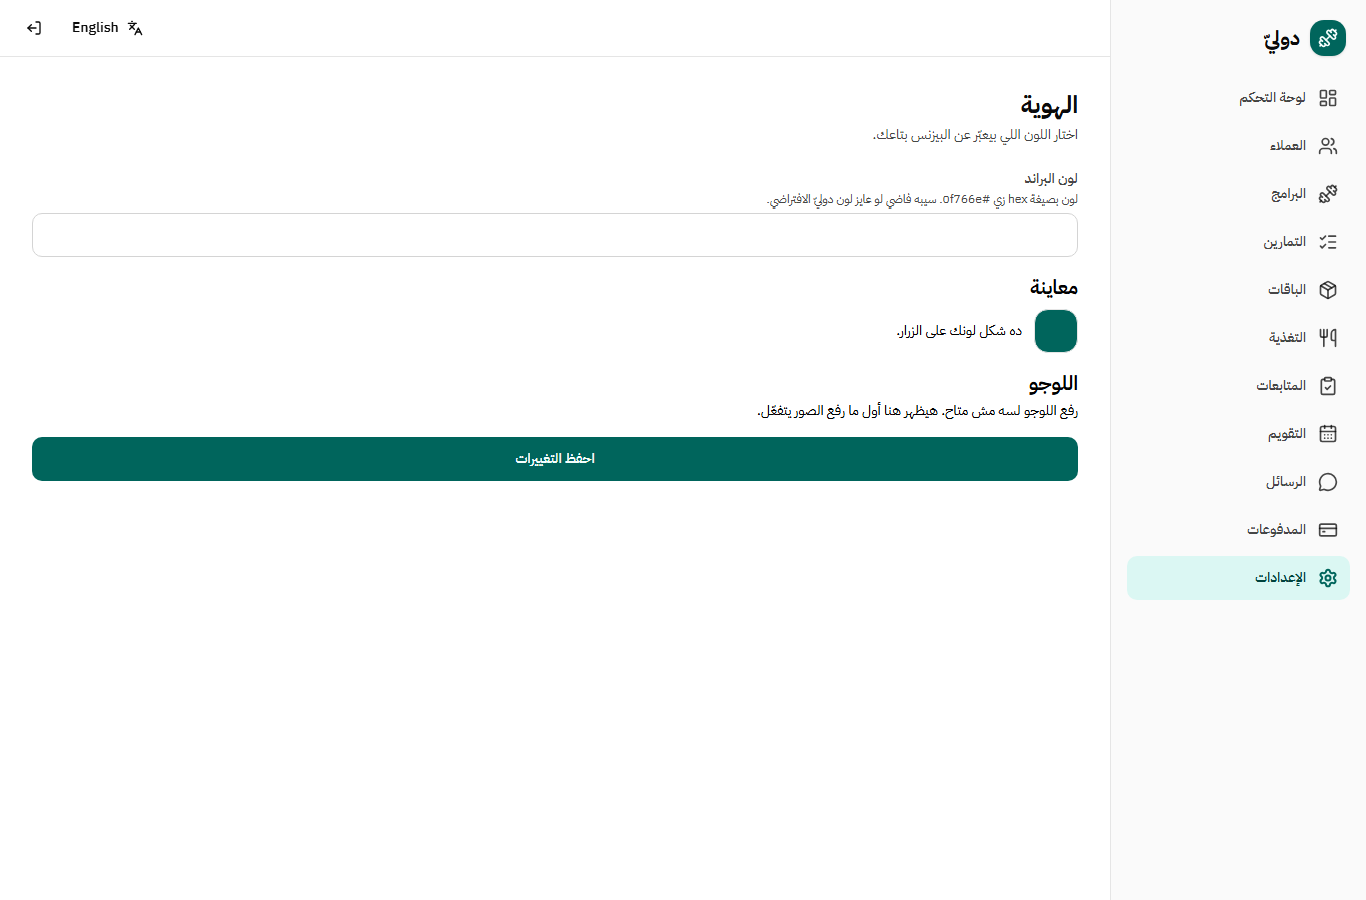 دوليّ
لوحة التحكم
العملاء
البرامج
التمارين
الباقات
التغذية
المتابعات
التقويم
الرسائل
المدفوعات
الإعدادات
English
الهوية
اختار اللون اللي بيعبّر عن البيزنس بتاعك.
لون البراند
لون بصيغة hex زي #0f766e. سيبه فاضي لو عايز لون دوليّ الافتراضي.
معاينة
ده شكل لونك على الزرار.
اللوجو
رفع اللوجو لسه مش متاح. هيظهر هنا أول ما رفع الصور يتفعّل.
احفظ التغييرات